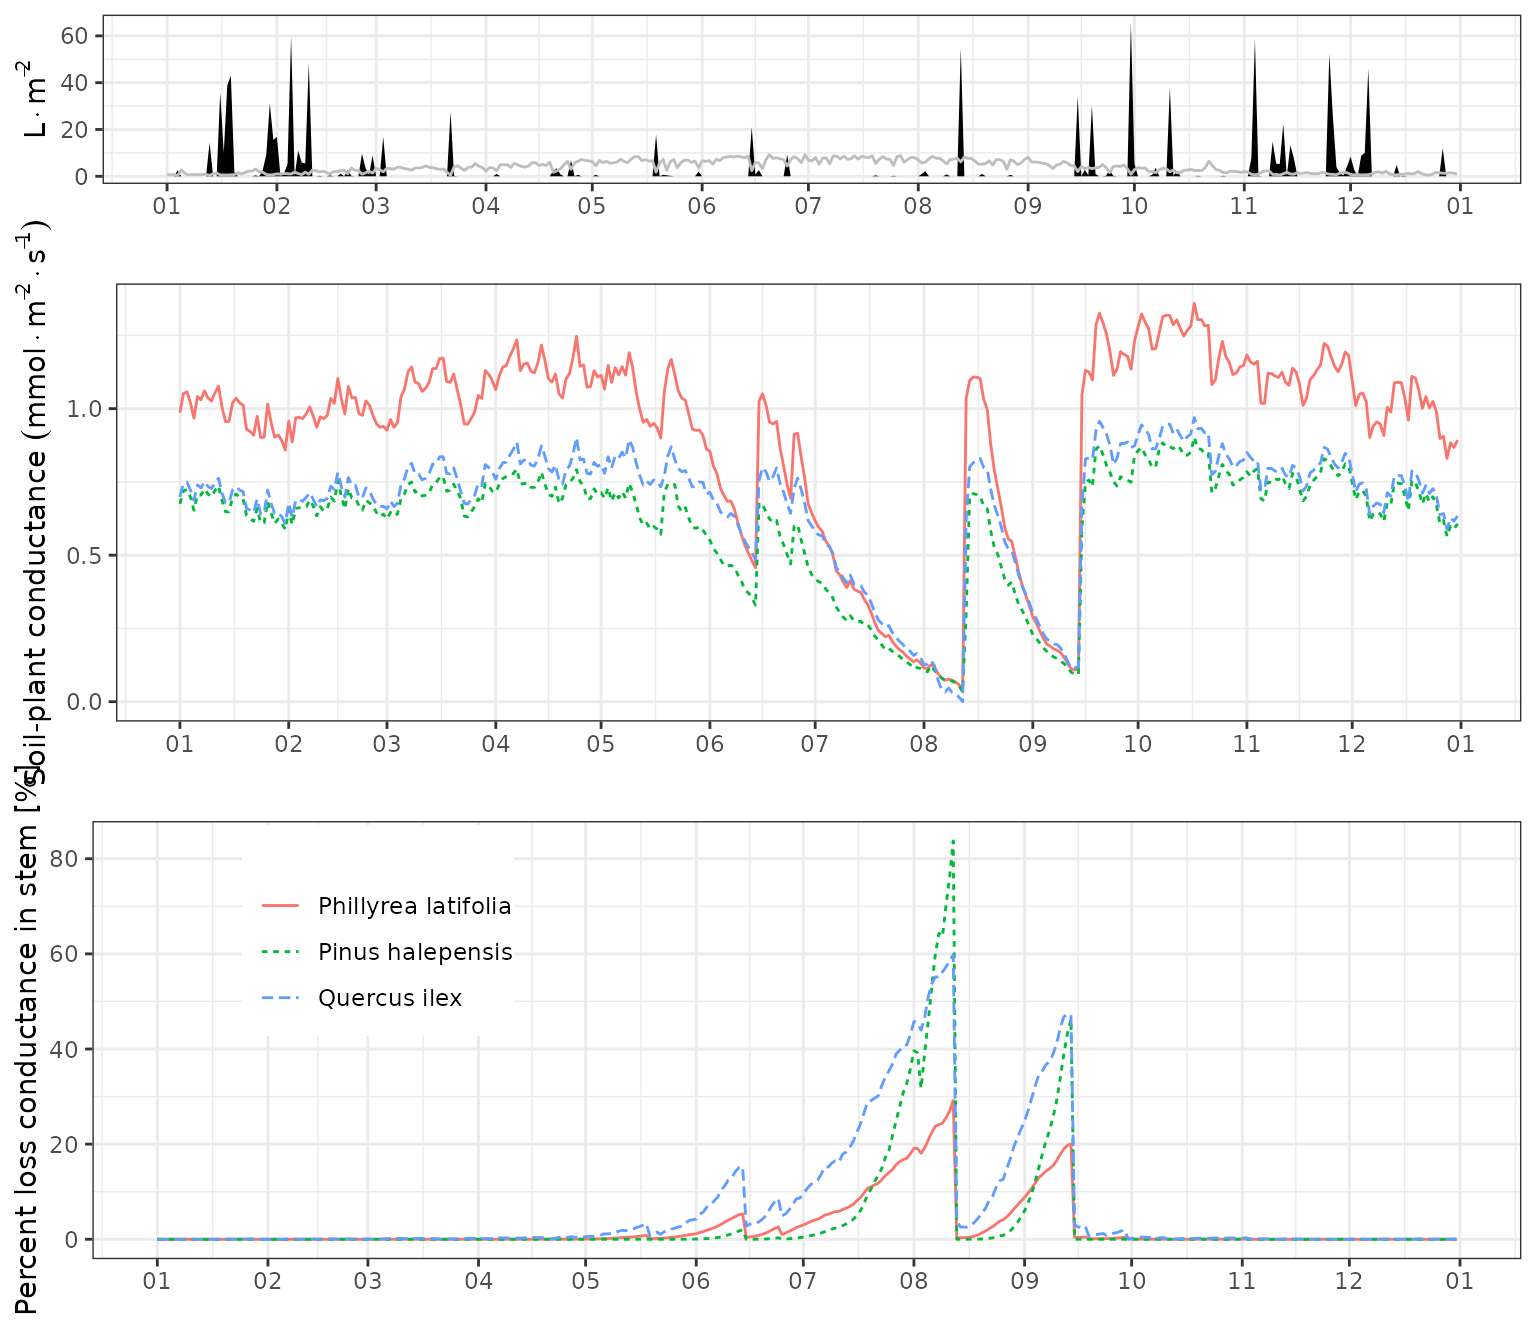 L·m⁻²
60
40
20
0
01 02 03 04 05 06 07 08 09 10 11 12 01
Soil-plant conductance (mmol·m⁻²·s⁻¹)
1.0
0.5
0.0
01 02 03 04 05 06 07 08 09 10 11 12 01
Percent loss conductance in stem [%]
80
60
40
20
0
Phillyrea latifolia
Pinus halepensis
Quercus ilex
01 02 03 04 05 06 07 08 09 10 11 12 01